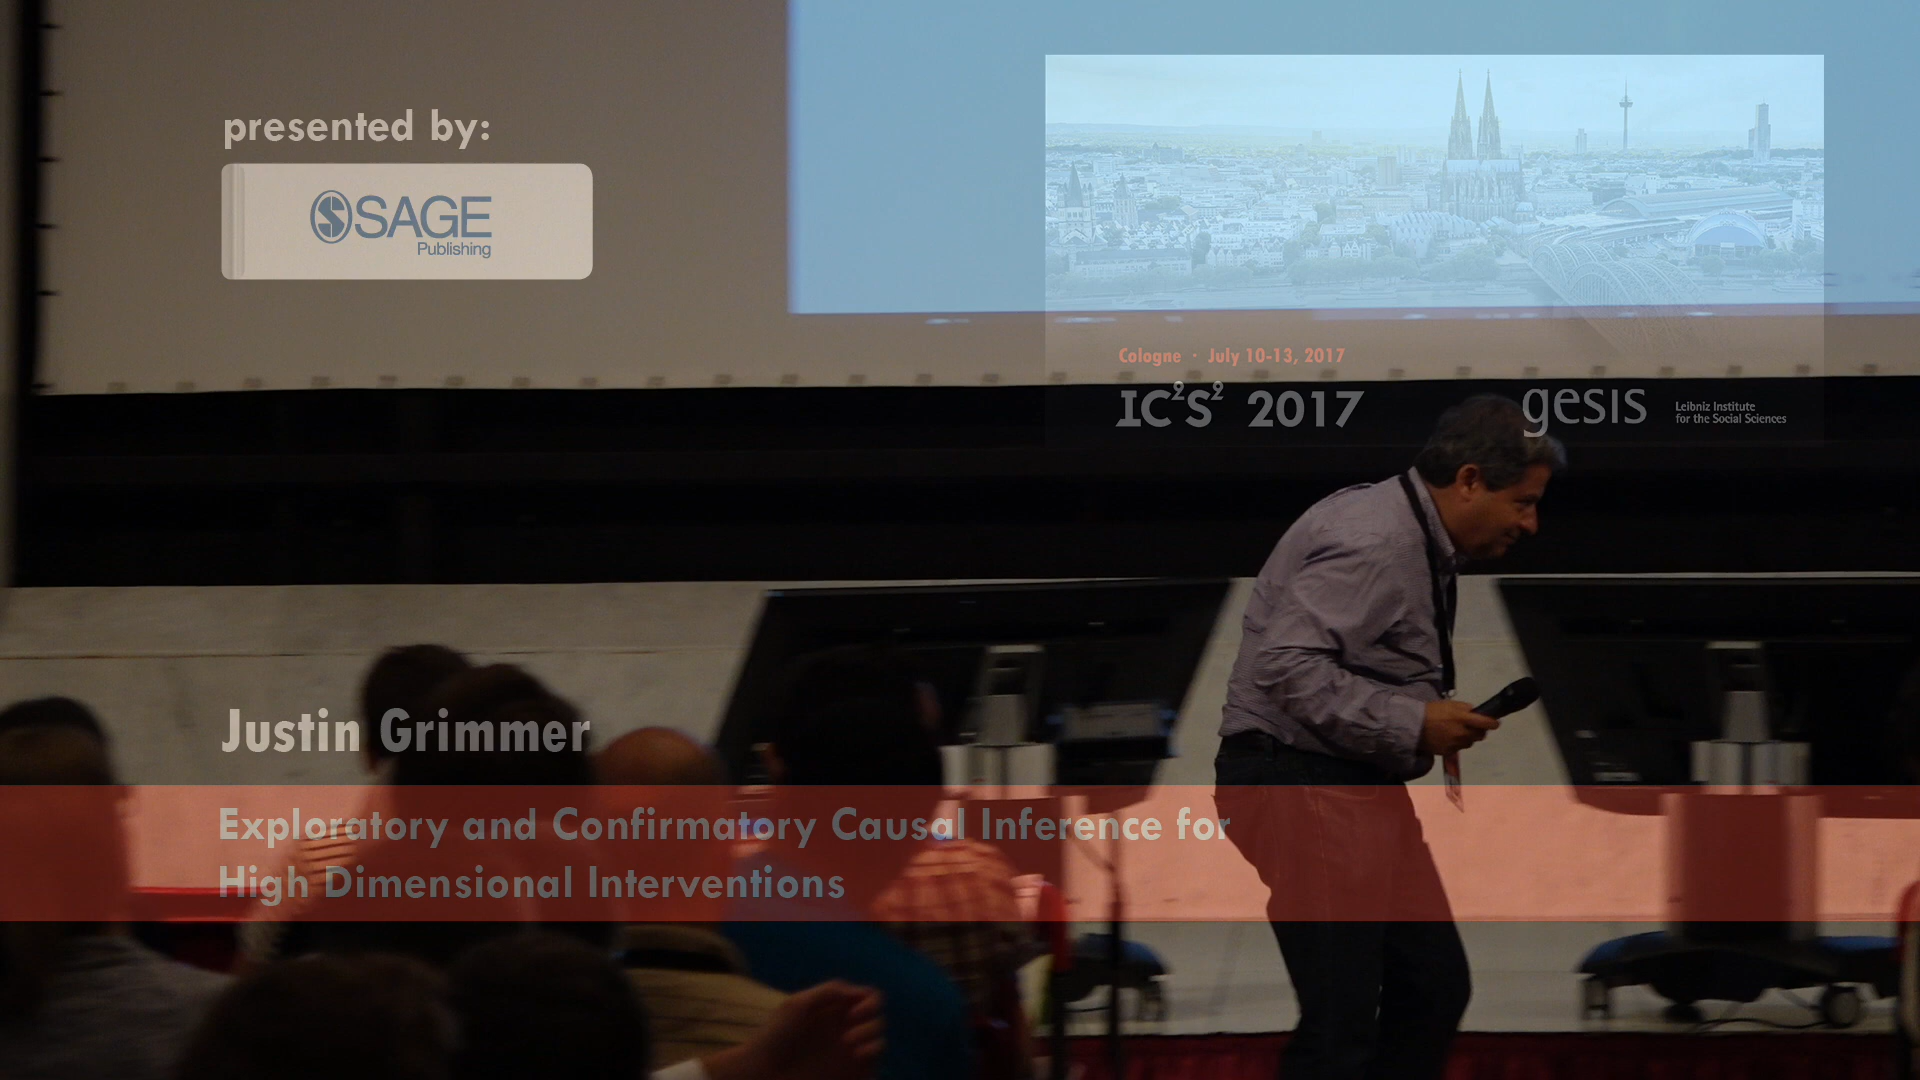 presented by:
SAGE
Publishing
Cologne · July 10-13, 2017
IC²S² 2017
gesis
Leibniz Institute
for the Social Sciences
Justin Grimmer
Exploratory and Confirmatory Causal Inference for
High Dimensional Interventions